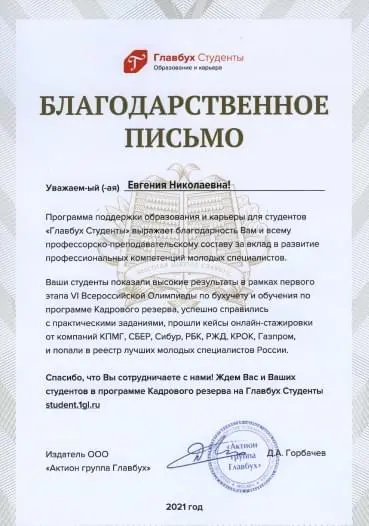 Главбух Студенты
Образование и карьера
БЛАГОДАРСТВЕННОЕ
ПИСЬМО
Уважаем-ый (-ая) Евгения Николаевна!
Программа поддержки образования и карьеры для студентов
«Главбух Студенты» выражает благодарность Вам и всему
профессорско-преподавательскому составу за вклад в развитие
профессиональных компетенций молодых специалистов.
Ваши студенты показали высокие результаты в рамках первого
этапа VI Всероссийской Олимпиады по бухучету и обучения по
программе Кадрового резерва, успешно справились
с практическими заданиями, прошли кейсы онлайн-стажировки
от компаний КПМГ, СБЕР, Сибур, РБК, РЖД, КРОК, Газпром,
и попали в реестр лучших молодых специалистов России.
Спасибо, что Вы сотрудничаете с нами! Ждем Вас и Ваших
студентов в программе Кадрового резерва на Главбух Студенты
student.1gl.ru
Издатель ООО
«Актион группа Главбух»
«Актион
группа
Главбух»
Д.А. Горбачев
2021 год